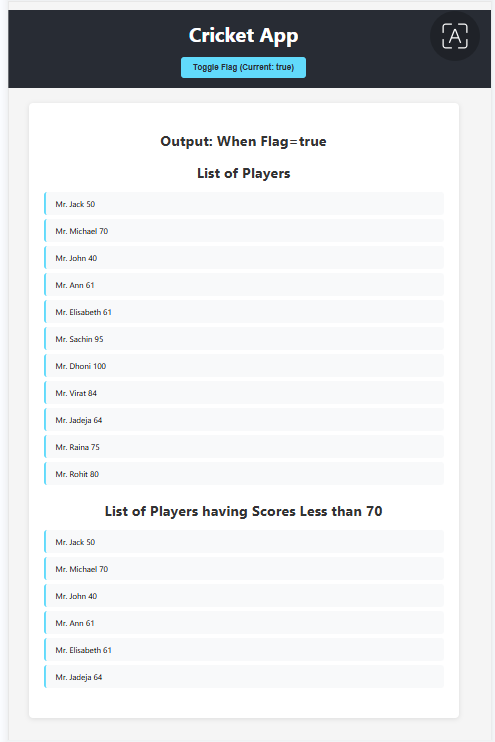 Cricket App
A
Toggle Flag (Current: true)
Output: When Flag=true
List of Players
Mr. Jack 50
Mr. Michael 70
Mr. John 40
Mr. Ann 61
Mr. Elisabeth 61
Mr. Sachin 95
Mr. Dhoni 100
Mr. Virat 84
Mr. Jadeja 64
Mr. Raina 75
Mr. Rohit 80
List of Players having Scores Less than 70
Mr. Jack 50
Mr. Michael 70
Mr. John 40
Mr. Ann 61
Mr. Elisabeth 61
Mr. Jadeja 64